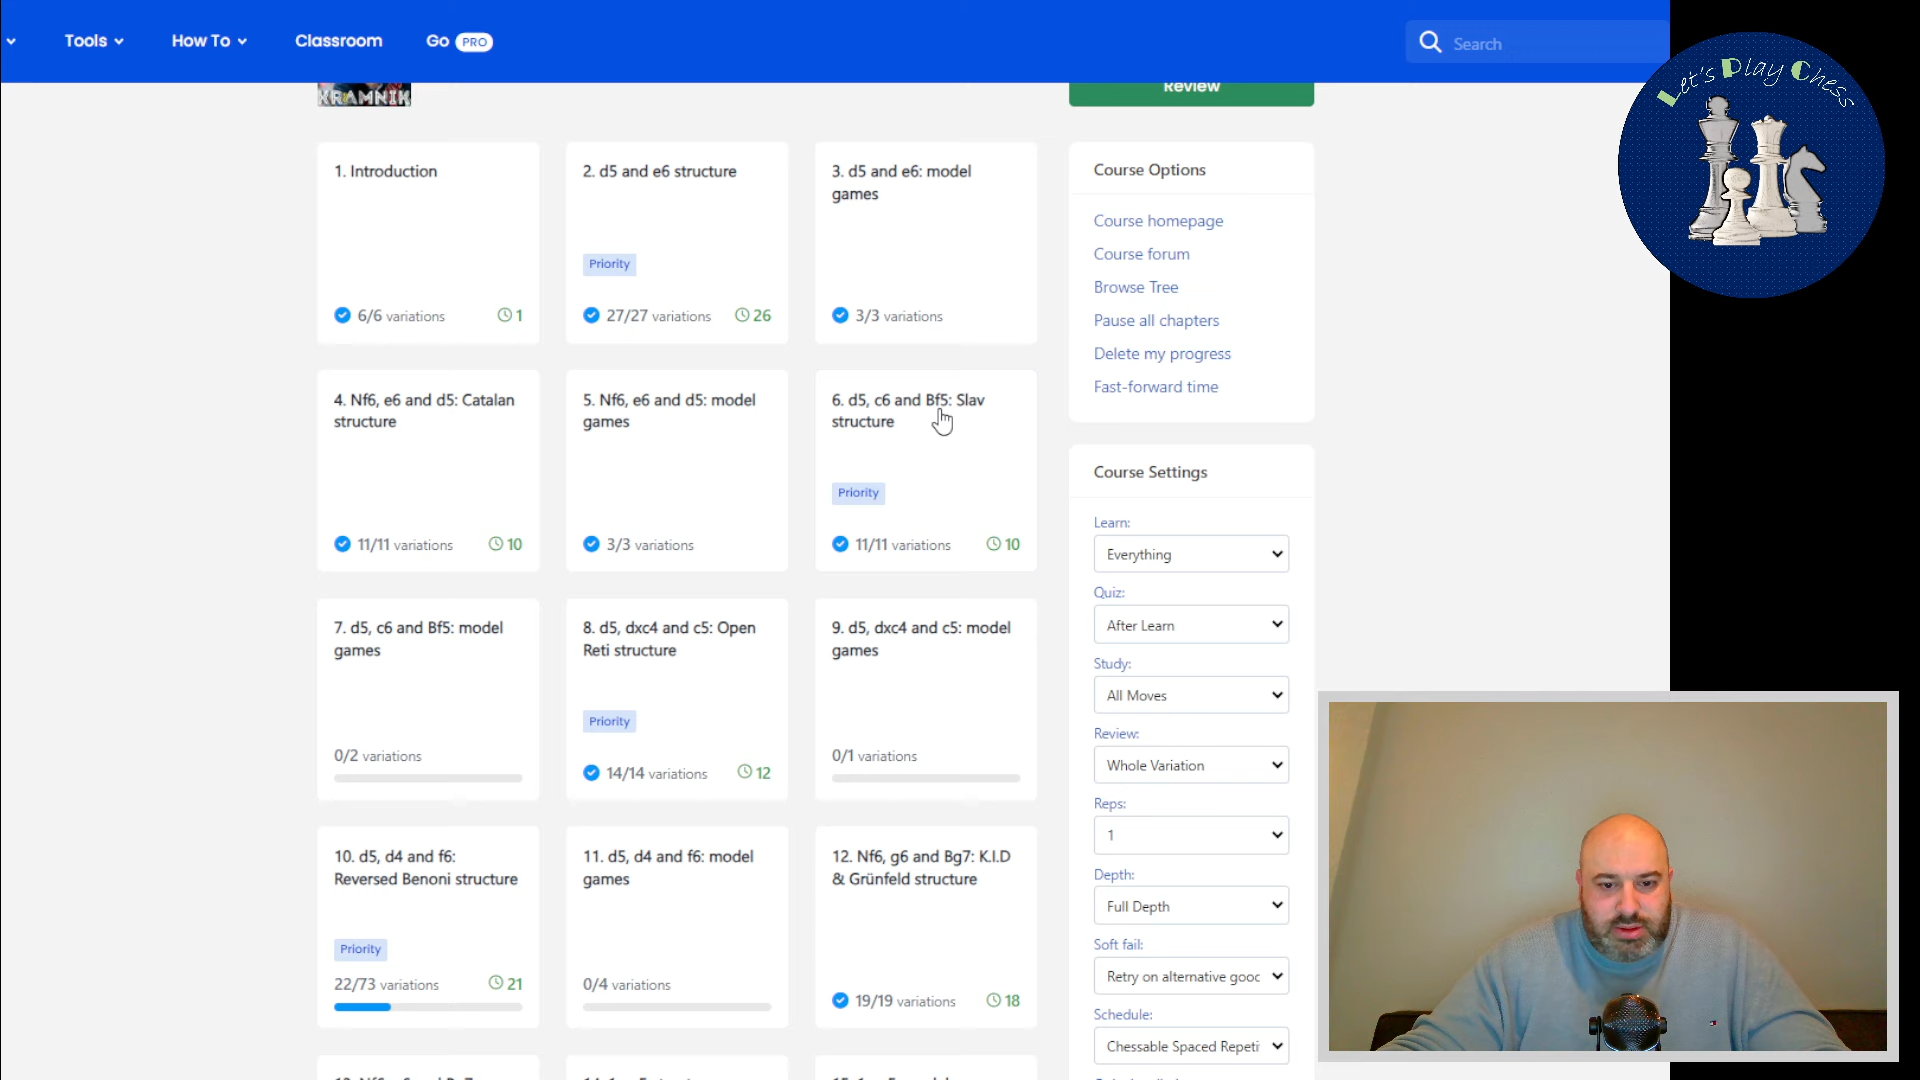 Tools
How To
Classroom
Go PRO
Search
Let's Play Chess
KRAMNIK
Review
1. Introduction
6/6 variations
1
2. d5 and e6 structure
Priority
27/27 variations
26
3. d5 and e6: model
games
3/3 variations
4. Nf6, e6 and d5: Catalan
structure
11/11 variations
10
5. Nf6, e6 and d5: model
games
3/3 variations
6. d5, c6 and Bf5: Slav
structure
Priority
11/11 variations
10
7. d5, c6 and Bf5: model
games
0/2 variations
8. d5, dxc4 and c5: Open
Reti structure
Priority
14/14 variations
12
9. d5, dxc4 and c5: model
games
0/1 variations
10. d5, d4 and f6:
Reversed Benoni structure
Priority
22/73 variations
21
11. d5, d4 and f6: model
games
0/4 variations
12. Nf6, g6 and Bg7: K.I.D
& Grünfeld structure
19/19 variations
18
Course Options
Course homepage
Course forum
Browse Tree
Pause all chapters
Delete my progress
Fast-forward time
Course Settings
Learn:
Everything
Quiz:
After Learn
Study:
All Moves
Review:
Whole Variation
Reps:
1
Depth:
Full Depth
Soft fail:
Retry on alternative good
Schedule:
Chessable Spaced Repeti